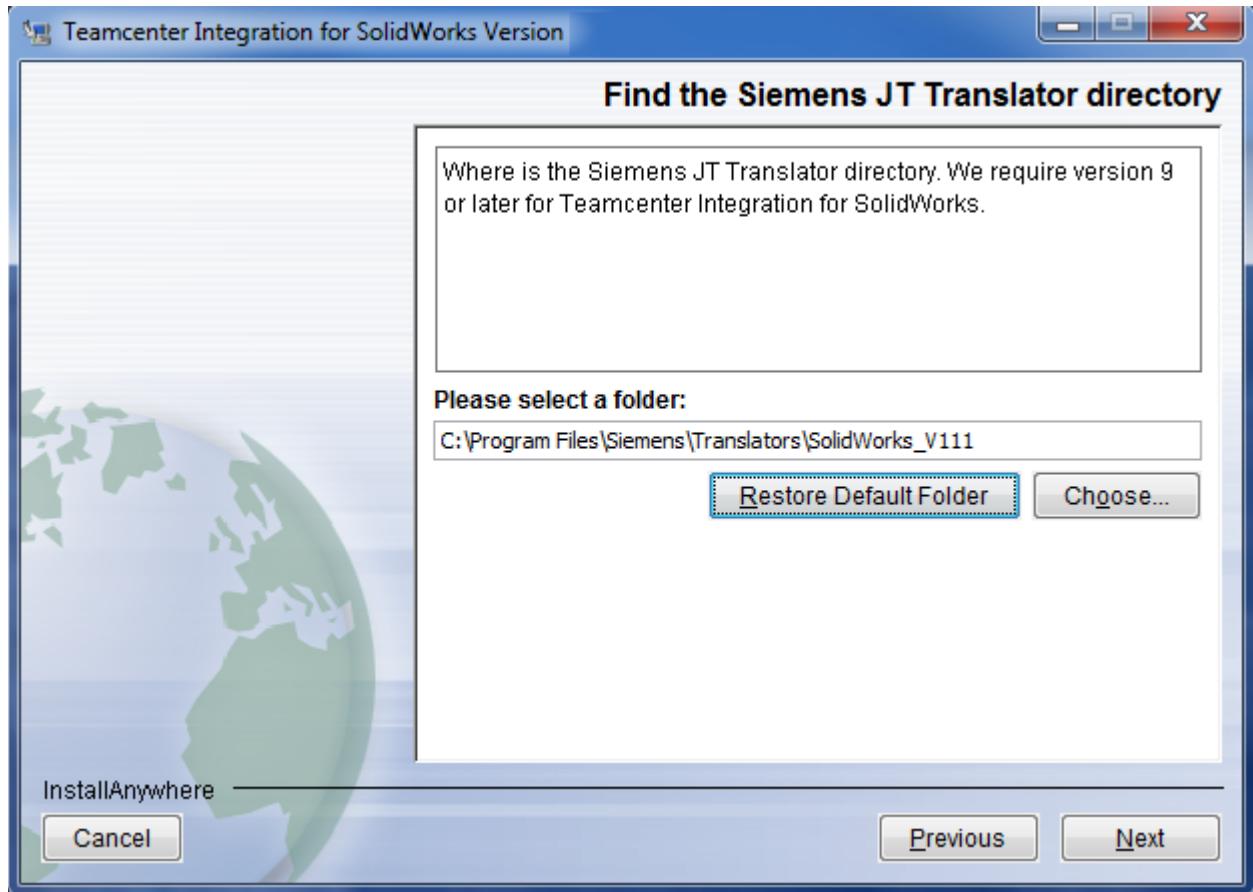 Teamcenter Integration for SolidWorks Version
Find the Siemens JT Translator directory
Where is the Siemens JT Translator directory. We require version 9
or later for Teamcenter Integration for SolidWorks.
Please select a folder:
C:\Program Files\Siemens\Translators\SolidWorks_V111
Restore Default Folder
Choose...
InstallAnywhere
Cancel
Previous
Next